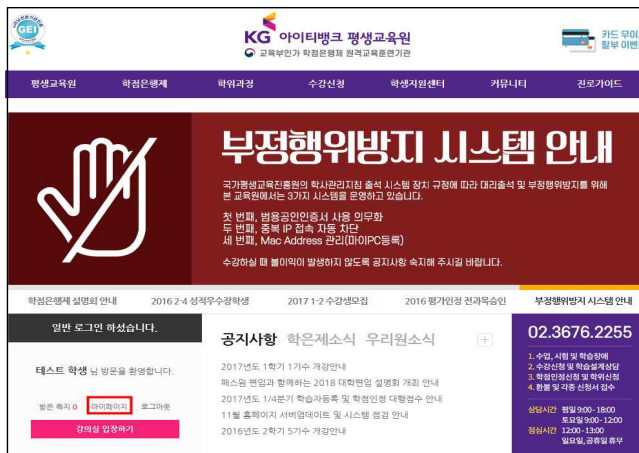 GEI
KG 아이티뱅크 평생교육원
교육부인가 학점은행제 원격교육훈련기관
카드 무이
할부 이벤
평생교육원 학점은행제 학위과정 수강신청 학생지원센터 커뮤니티 진로가이드
부정행위방지 시스템 안내
국가평생교육진흥원의 학사관리지침 출석 시스템 장치 규정에 따라 대리출석 및 부정행위방지를 위해
본 교육원에서는 3가지 시스템을 운영하고 있습니다.
첫 번째, 범용공인인증서 사용 의무화
두 번째, 중복 IP 접속 자동 차단
세 번째, Mac Address 관리(마이PC등록)
수강하실 때 불이익이 발생하지 않도록 공지사항 숙지해 주시길 바랍니다.
학점은행제 설명회 안내 2016 2-4 성적우수장학생 2017 1-2 수강생모집 2016 평가인정 전과목승인 부정행위방지 시스템 안내
일반 로그인 하셨습니다.
테스트 학생 님 방문을 환영합니다.
받은 쪽지 0 마이페이지 로그아웃
강의실 입장하기
공지사항 학은제소식 우리원소식
2017년도 1학기 1기수 개강안내
패스원 편입과 함께하는 2018 대학편입 설명회 개최 안내
2017년도 1/4분기 학습자등록 및 학점인정 대행접수 안내
11월 홈페이지 서버업데이트 및 시스템 점검 안내
2016년도 2학기 5기수 개강안내
02.3676.2255
1. 수업, 시험 및 학습장애
2. 수강신청 및 학습설계상담
3. 학점인정신청 및 학위신청
4. 환불 및 각종 신청서 접수
상담시간 평일 9:00 - 18:00
토요일 9:00 - 12:00
점심시간 12:00 - 13:00
일요일, 공휴일 휴무